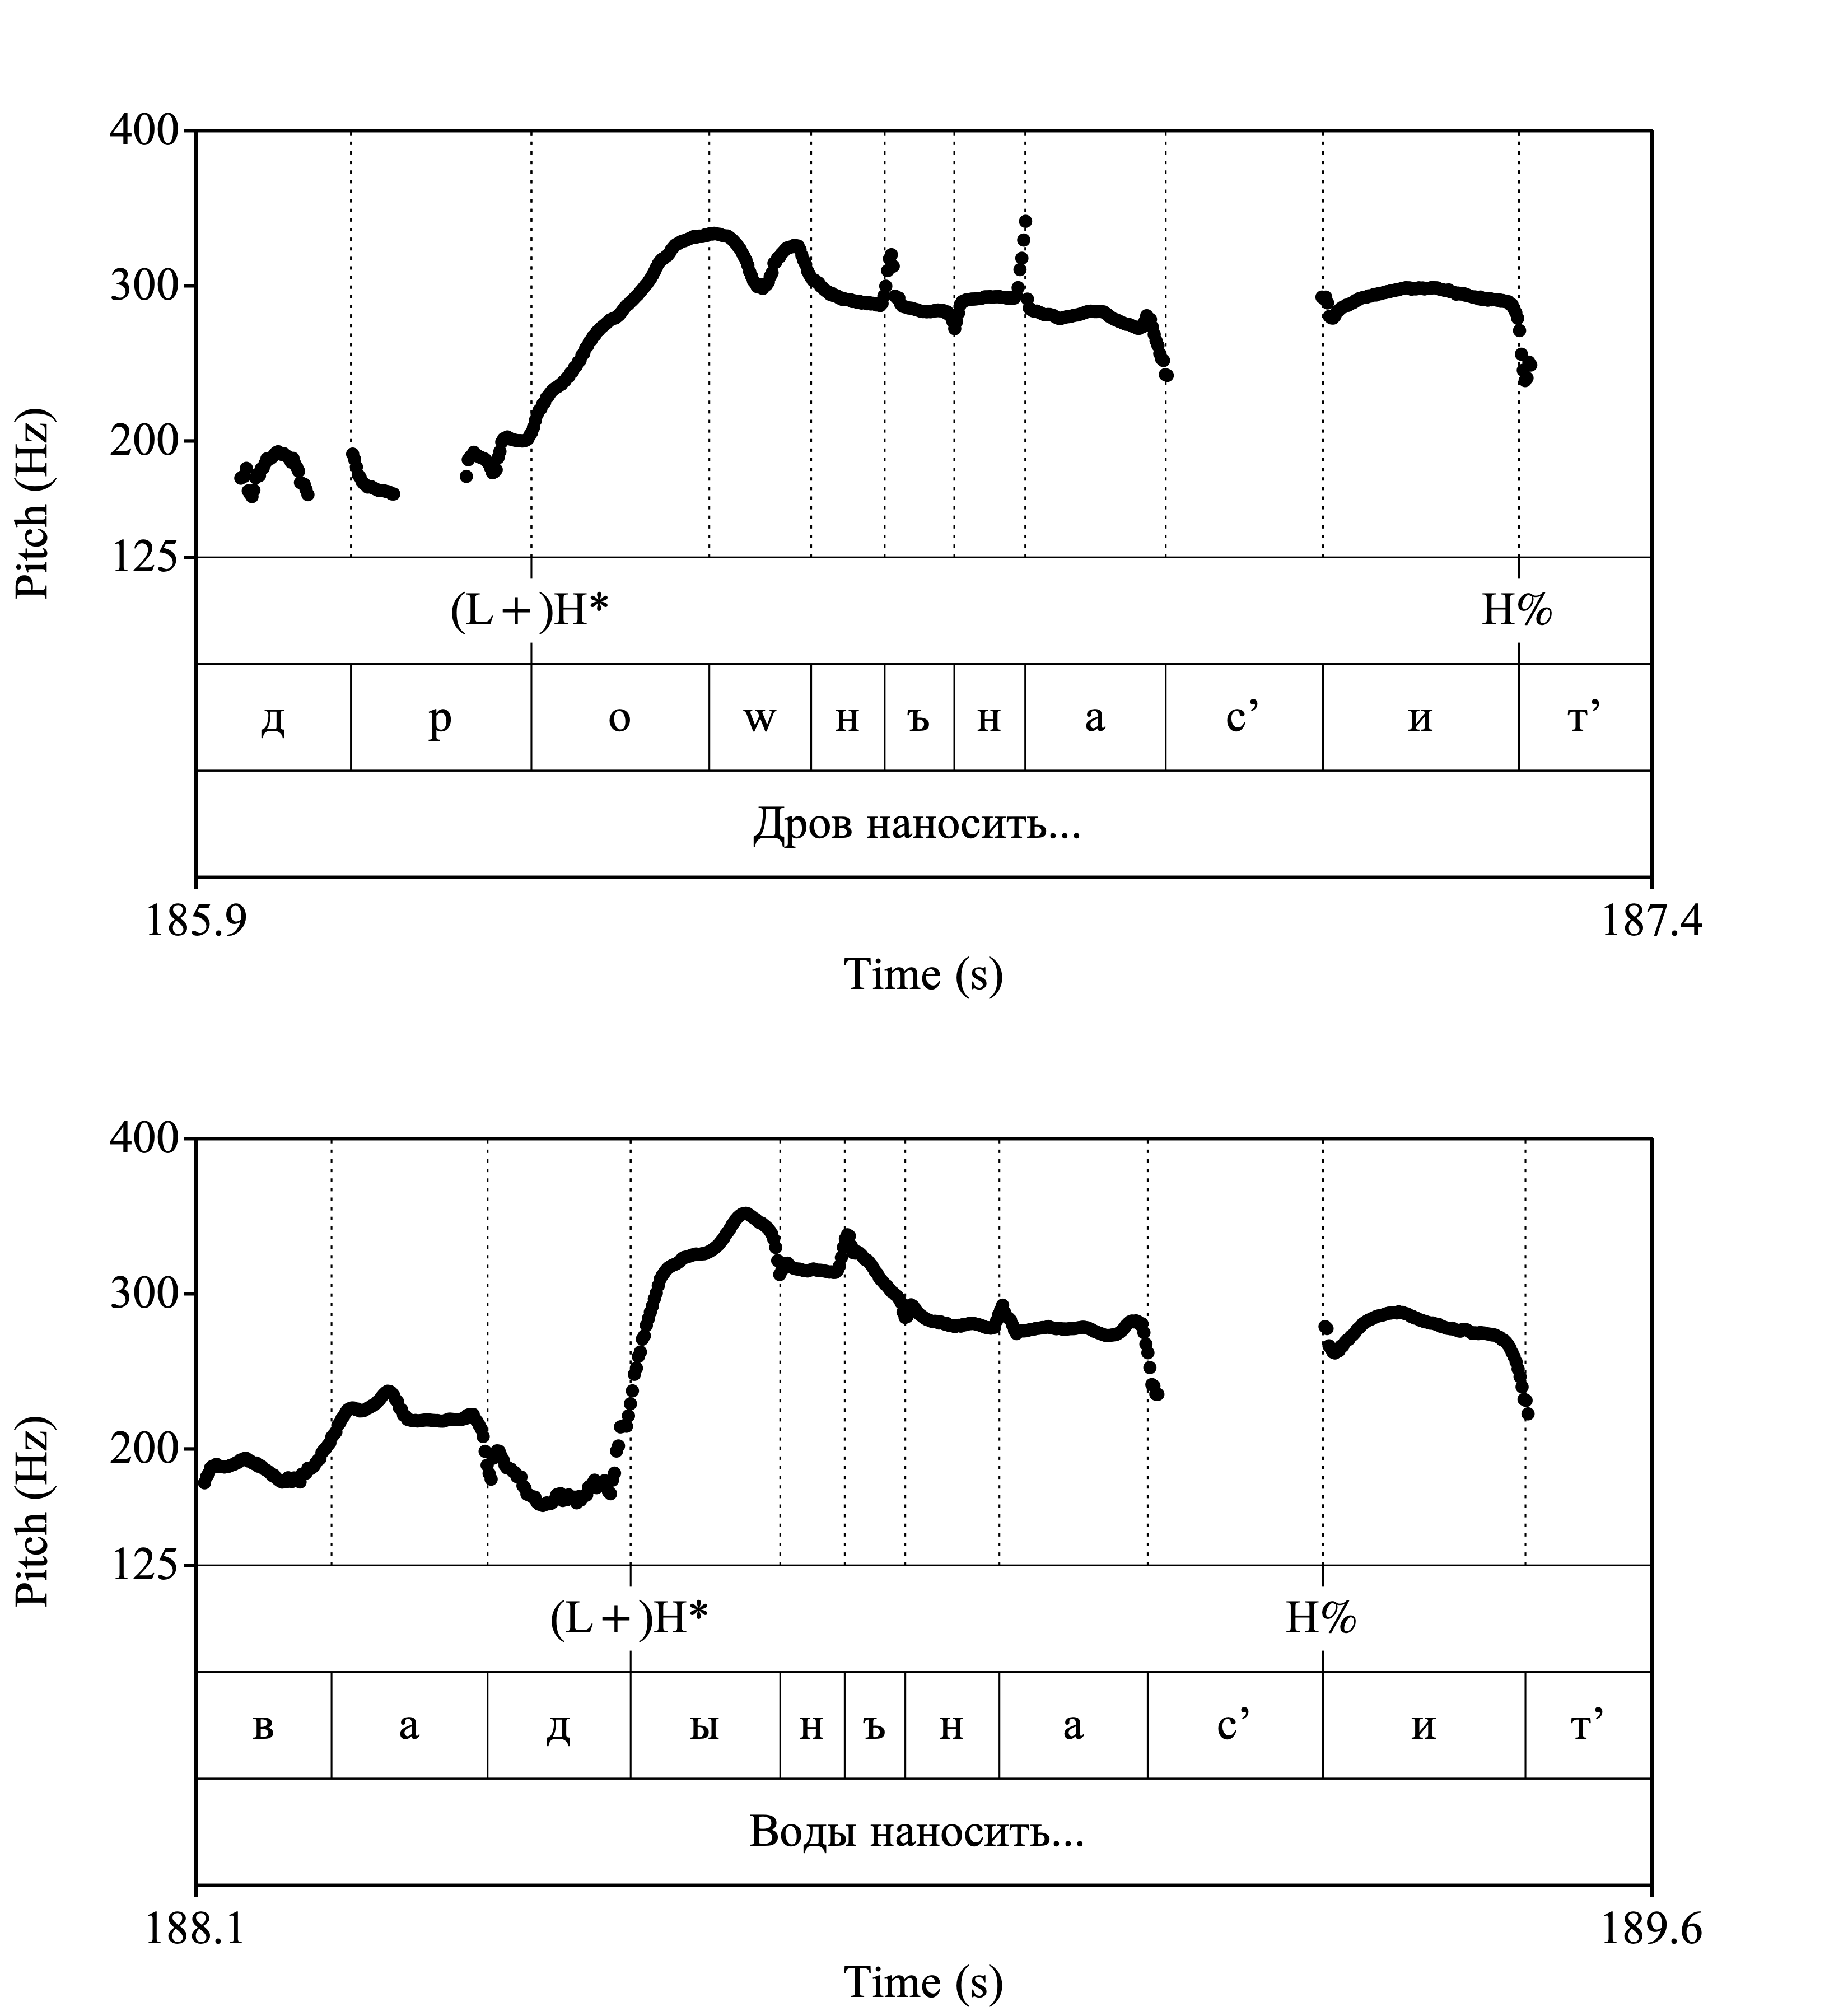 400
300
200
125
Pitch (Hz)
(L+)H* H%
д р о w н ъ н а с’ и т’
Дров наносить...
185.9 187.4
Time (s)
400
300
200
125
Pitch (Hz)
(L+)H* H%
в а д ы н ъ н а с’ и т’
Воды наносить...
188.1 189.6
Time (s)